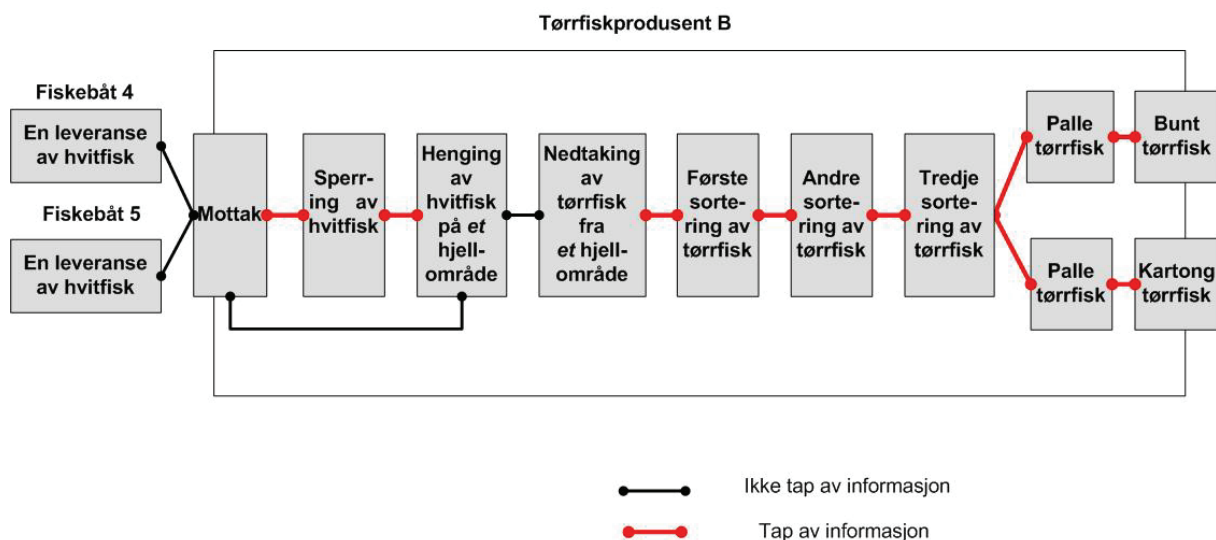 Tørrfiskprodusent B
Fiskebåt 4
En leveranse
av hvitfisk
Fiskebåt 5
En leveranse
av hvitfisk
Mottak
Sperr-
ing av
hvitfisk
Henging
av
hvitfisk
på et
hjell-
område
Nedtaking
av
tørrfisk
fra
et hjell-
område
Første
sorte-
ring av
tørrfisk
Andre
sorte-
ring av
tørrfisk
Tredje
sorte-
ring av
tørrfisk
Palle
tørrfisk
Bunt
tørrfisk
Palle
tørrfisk
Kartong
tørrfisk
Ikke tap av informasjon
Tap av informasjon